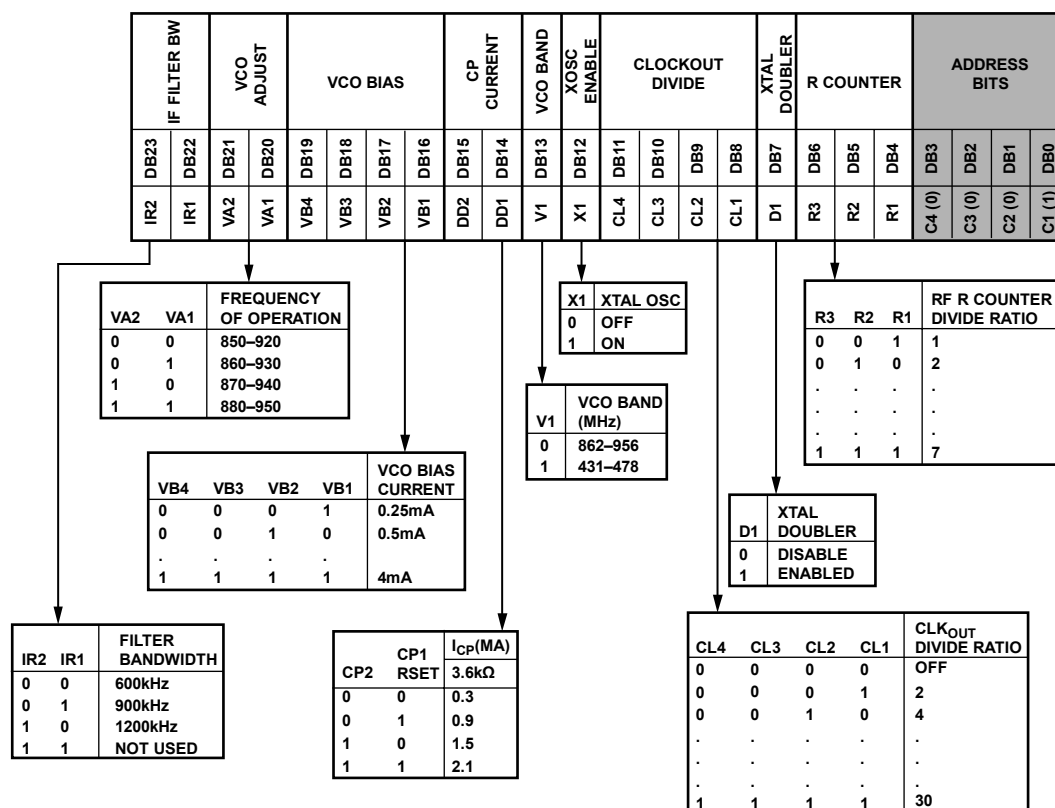 IF FILTER BW
VCO ADJUST
VCO BIAS
CP CURRENT
VCO BAND
XOSC ENABLE
CLOCKOUT DIVIDE
XTAL DOUBLER
R COUNTER
ADDRESS BITS
DB23 DB22 DB21 DB20 DB19 DB18 DB17 DB16 DB15 DB14 DB13 DB12 DB11 DB10 DB9 DB8 DB7 DB6 DB5 DB4 DB3 DB2 DB1 DB0
IR2 IR1 VA2 VA1 VB4 VB3 VB2 VB1 DD2 DD1 V1 X1 CL4 CL3 CL2 CL1 D1 R3 R2 R1 C4 (0) C3 (0) C2 (0) C1 (1)
VA2 VA1 FREQUENCY OF OPERATION
0 0 850–920
0 1 860–930
1 0 870–940
1 1 880–950
X1 XTAL OSC
0 OFF
1 ON
R3 R2 R1 RF R COUNTER DIVIDE RATIO
0 0 1 1
0 1 0 2
. . . .
. . . .
. . . .
1 1 1 7
V1 VCO BAND (MHz)
0 862–956
1 431–478
VB4 VB3 VB2 VB1 VCO BIAS CURRENT
0 0 0 1 0.25mA
0 0 1 0 0.5mA
. . . .
1 1 1 1 4mA
D1 XTAL DOUBLER
0 DISABLE
1 ENABLED
IR2 IR1 FILTER BANDWIDTH
0 0 600kHz
0 1 900kHz
1 0 1200kHz
1 1 NOT USED
CP2 CP1 RSET ICP(MA) 3.6kΩ
0 0 0.3
0 1 0.9
1 0 1.5
1 1 2.1
CL4 CL3 CL2 CL1 CLKOUT DIVIDE RATIO
0 0 0 0 OFF
0 0 0 1 2
0 0 1 0 4
. . . . .
. . . . .
. . . . .
1 1 1 1 30